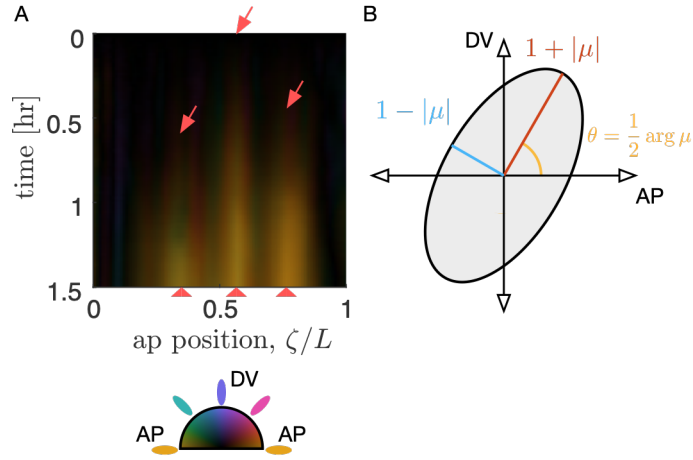 A
0
0.5
1
1.5
time [hr]
0
0.5
1
ap position, ζ/L
DV
AP
AP
B
DV
1 + |μ|
1 − |μ|
θ = 1/2 arg μ
AP